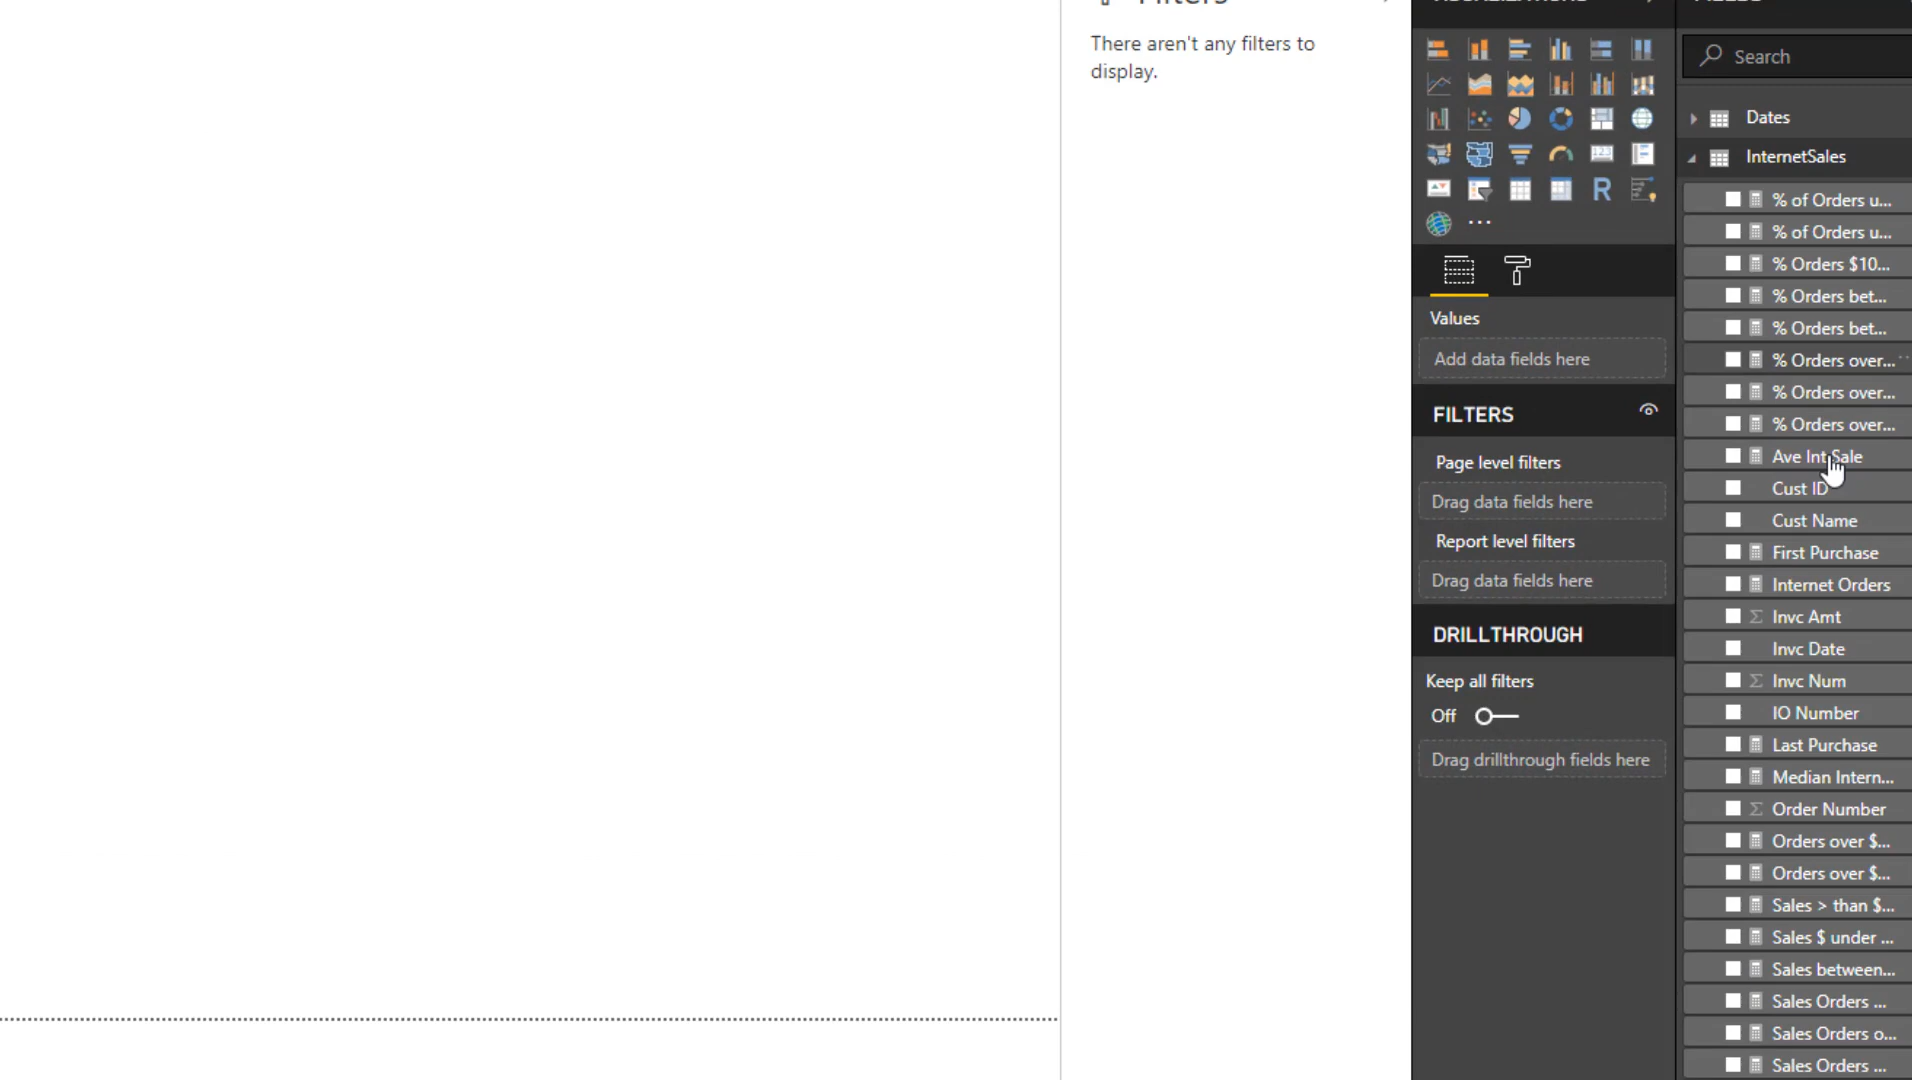 Filters
There aren't any filters to
display.
VISUALIZATIONS
FIELDS
123
R
Values
Add data fields here
FILTERS
Page level filters
Drag data fields here
Report level filters
Drag data fields here
DRILLTHROUGH
Keep all filters
Off
Drag drillthrough fields here
Search
Dates
InternetSales
% of Orders u...
% of Orders u...
% Orders $10...
% Orders bet...
% Orders bet...
% Orders over...
% Orders over...
% Orders over...
Ave Int Sale
Cust ID
Cust Name
First Purchase
Internet Orders
Invc Amt
Invc Date
Invc Num
IO Number
Last Purchase
Median Intern...
Order Number
Orders over $...
Orders over $...
Sales > than $...
Sales $ under ...
Sales between...
Sales Orders ...
Sales Orders o...
Sales Orders ...